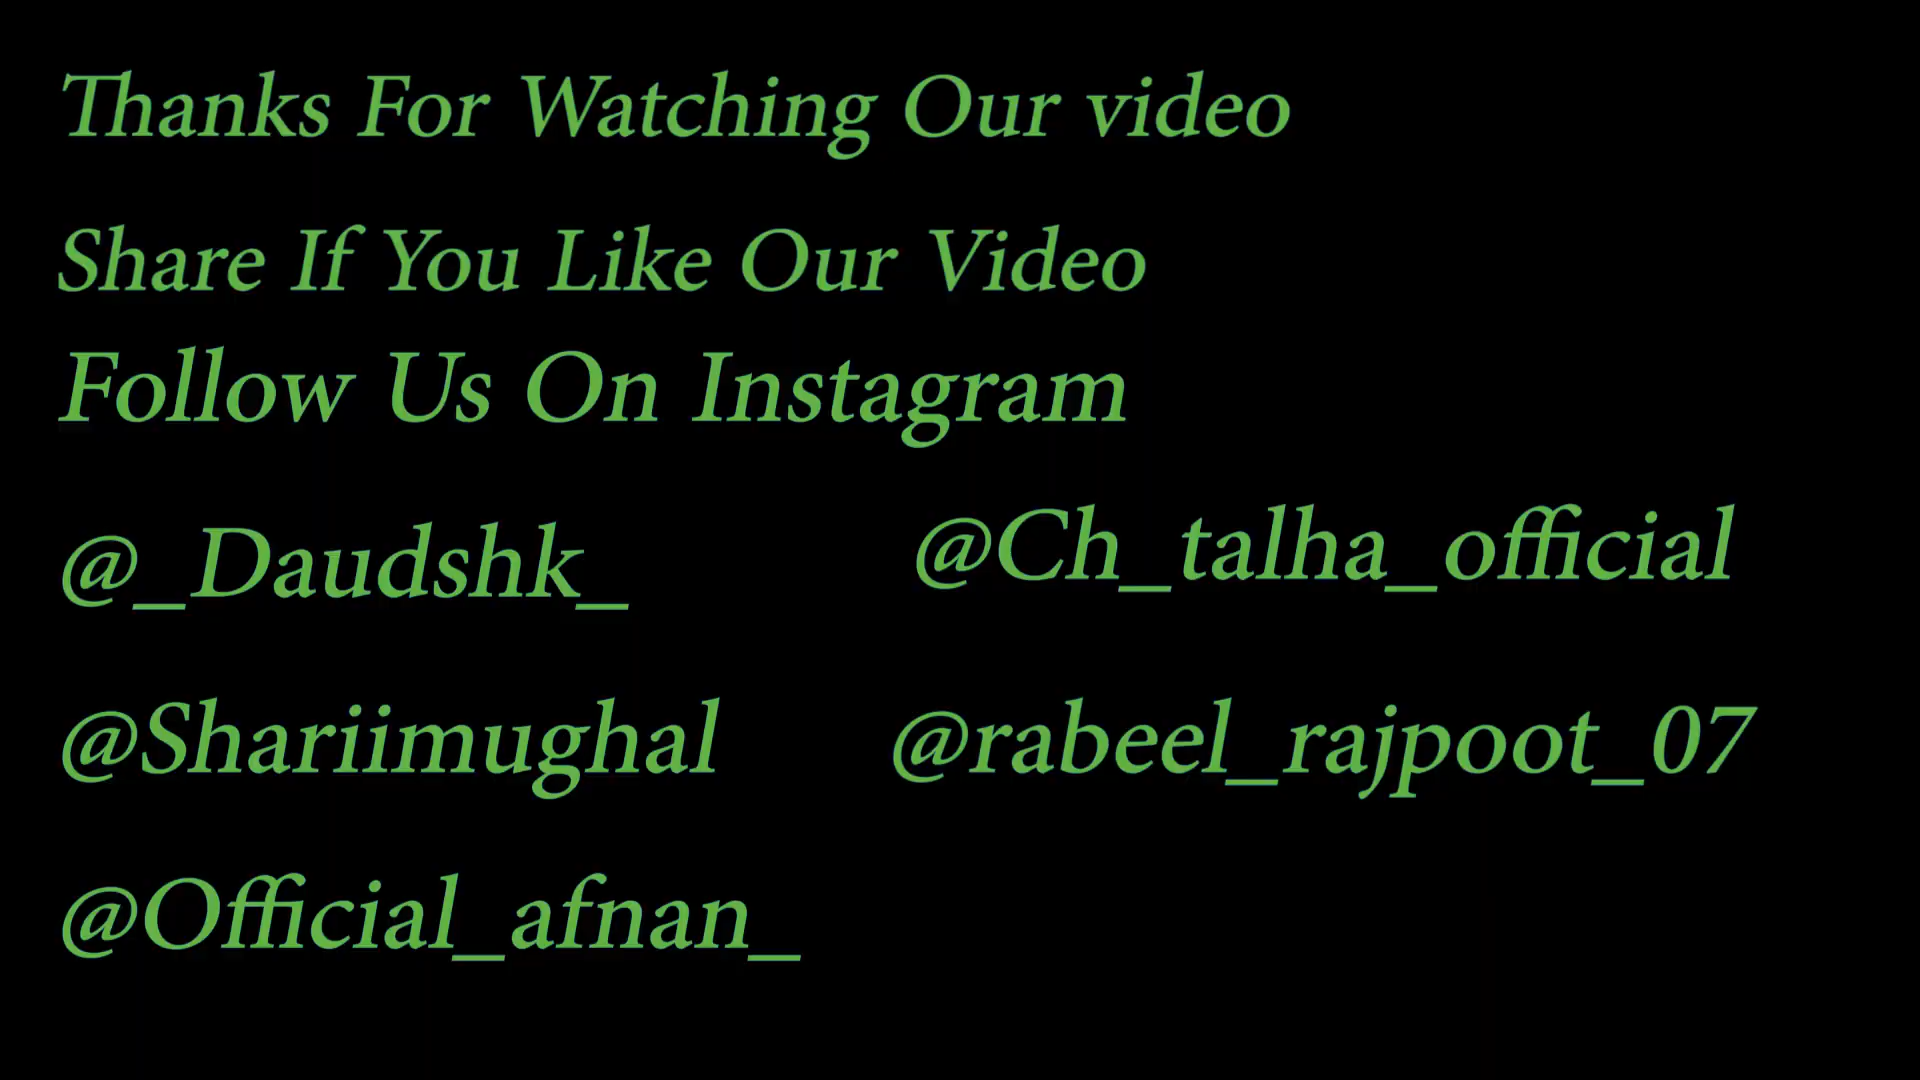 Thanks For Watching Our video
Share If You Like Our Video
Follow Us On Instagram
@_Daudshk_ @Ch_talha_official
@Shariimughal @rabeel_rajpoot_07
@Official_afnan_